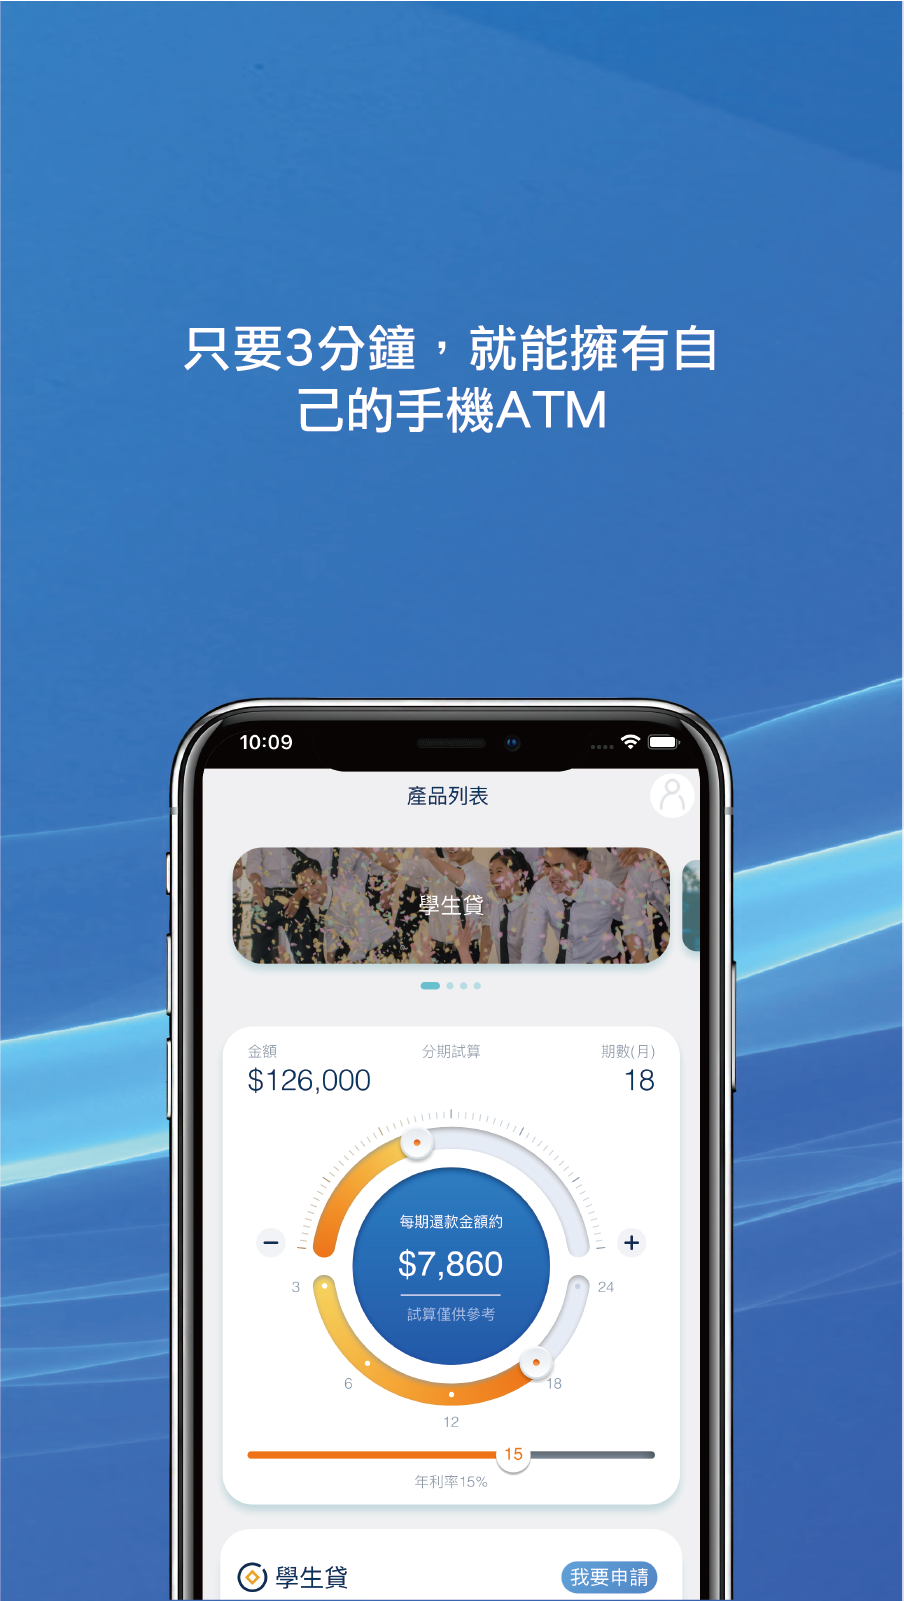 只要3分鐘，就能擁有自
己的手機ATM
10:09
產品列表
學生貸
金額
分期試算
期數(月)
$126,000
18
每期還款金額約
$7,860
試算僅供參考
3
24
6
18
12
15
年利率15%
學生貸
我要申請